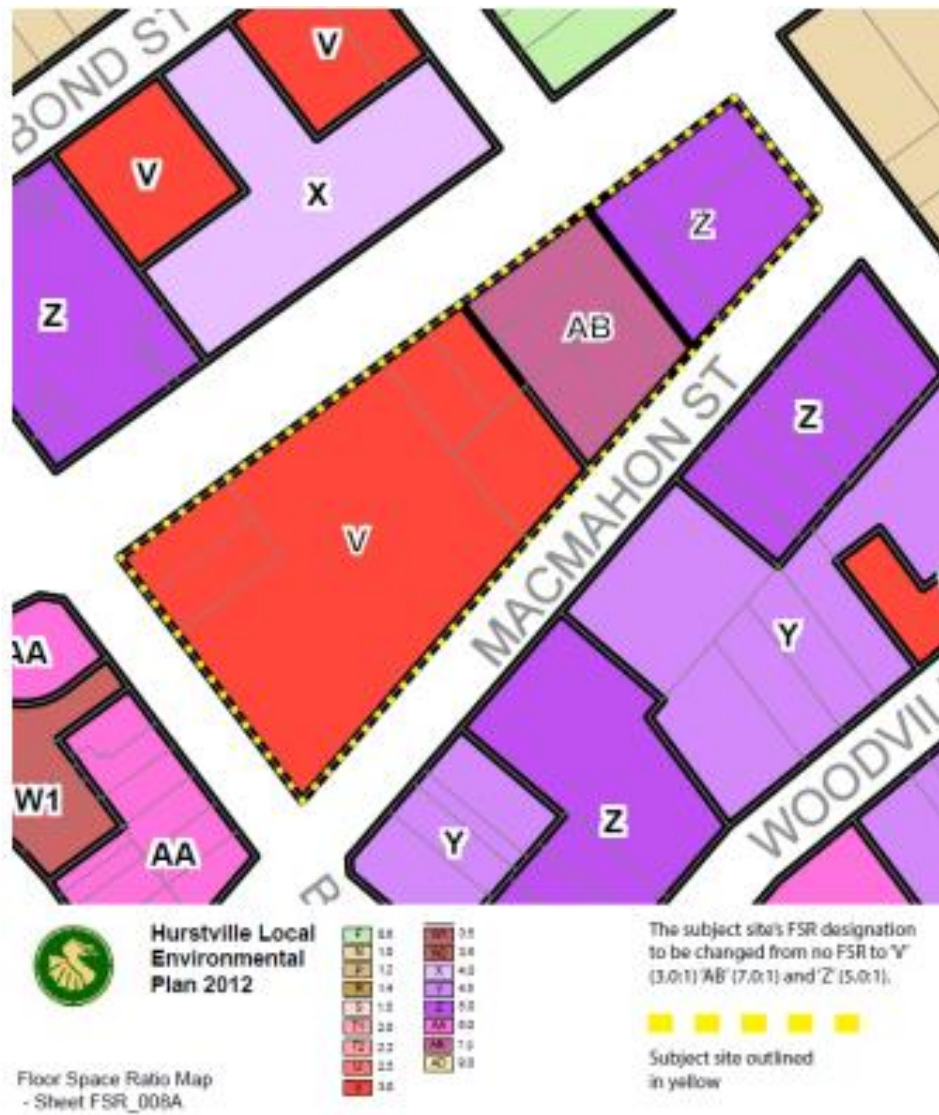 BOND ST
V
V
X
Z
Z
AB
Z
V
MACMAHON ST
AA
Y
W1
WOODVIL
AA
Y
Z
Hurstville Local
Environmental
Plan 2012
Floor Space Ratio Map
- Sheet FSR_008A
X
Y
Z
AA
AB
The subject site's FSR designation
to be changed from no FSR to 'V'
(3.0:1) 'AB' (7.0:1) and 'Z' (5.0:1).
Subject site outlined
in yellow